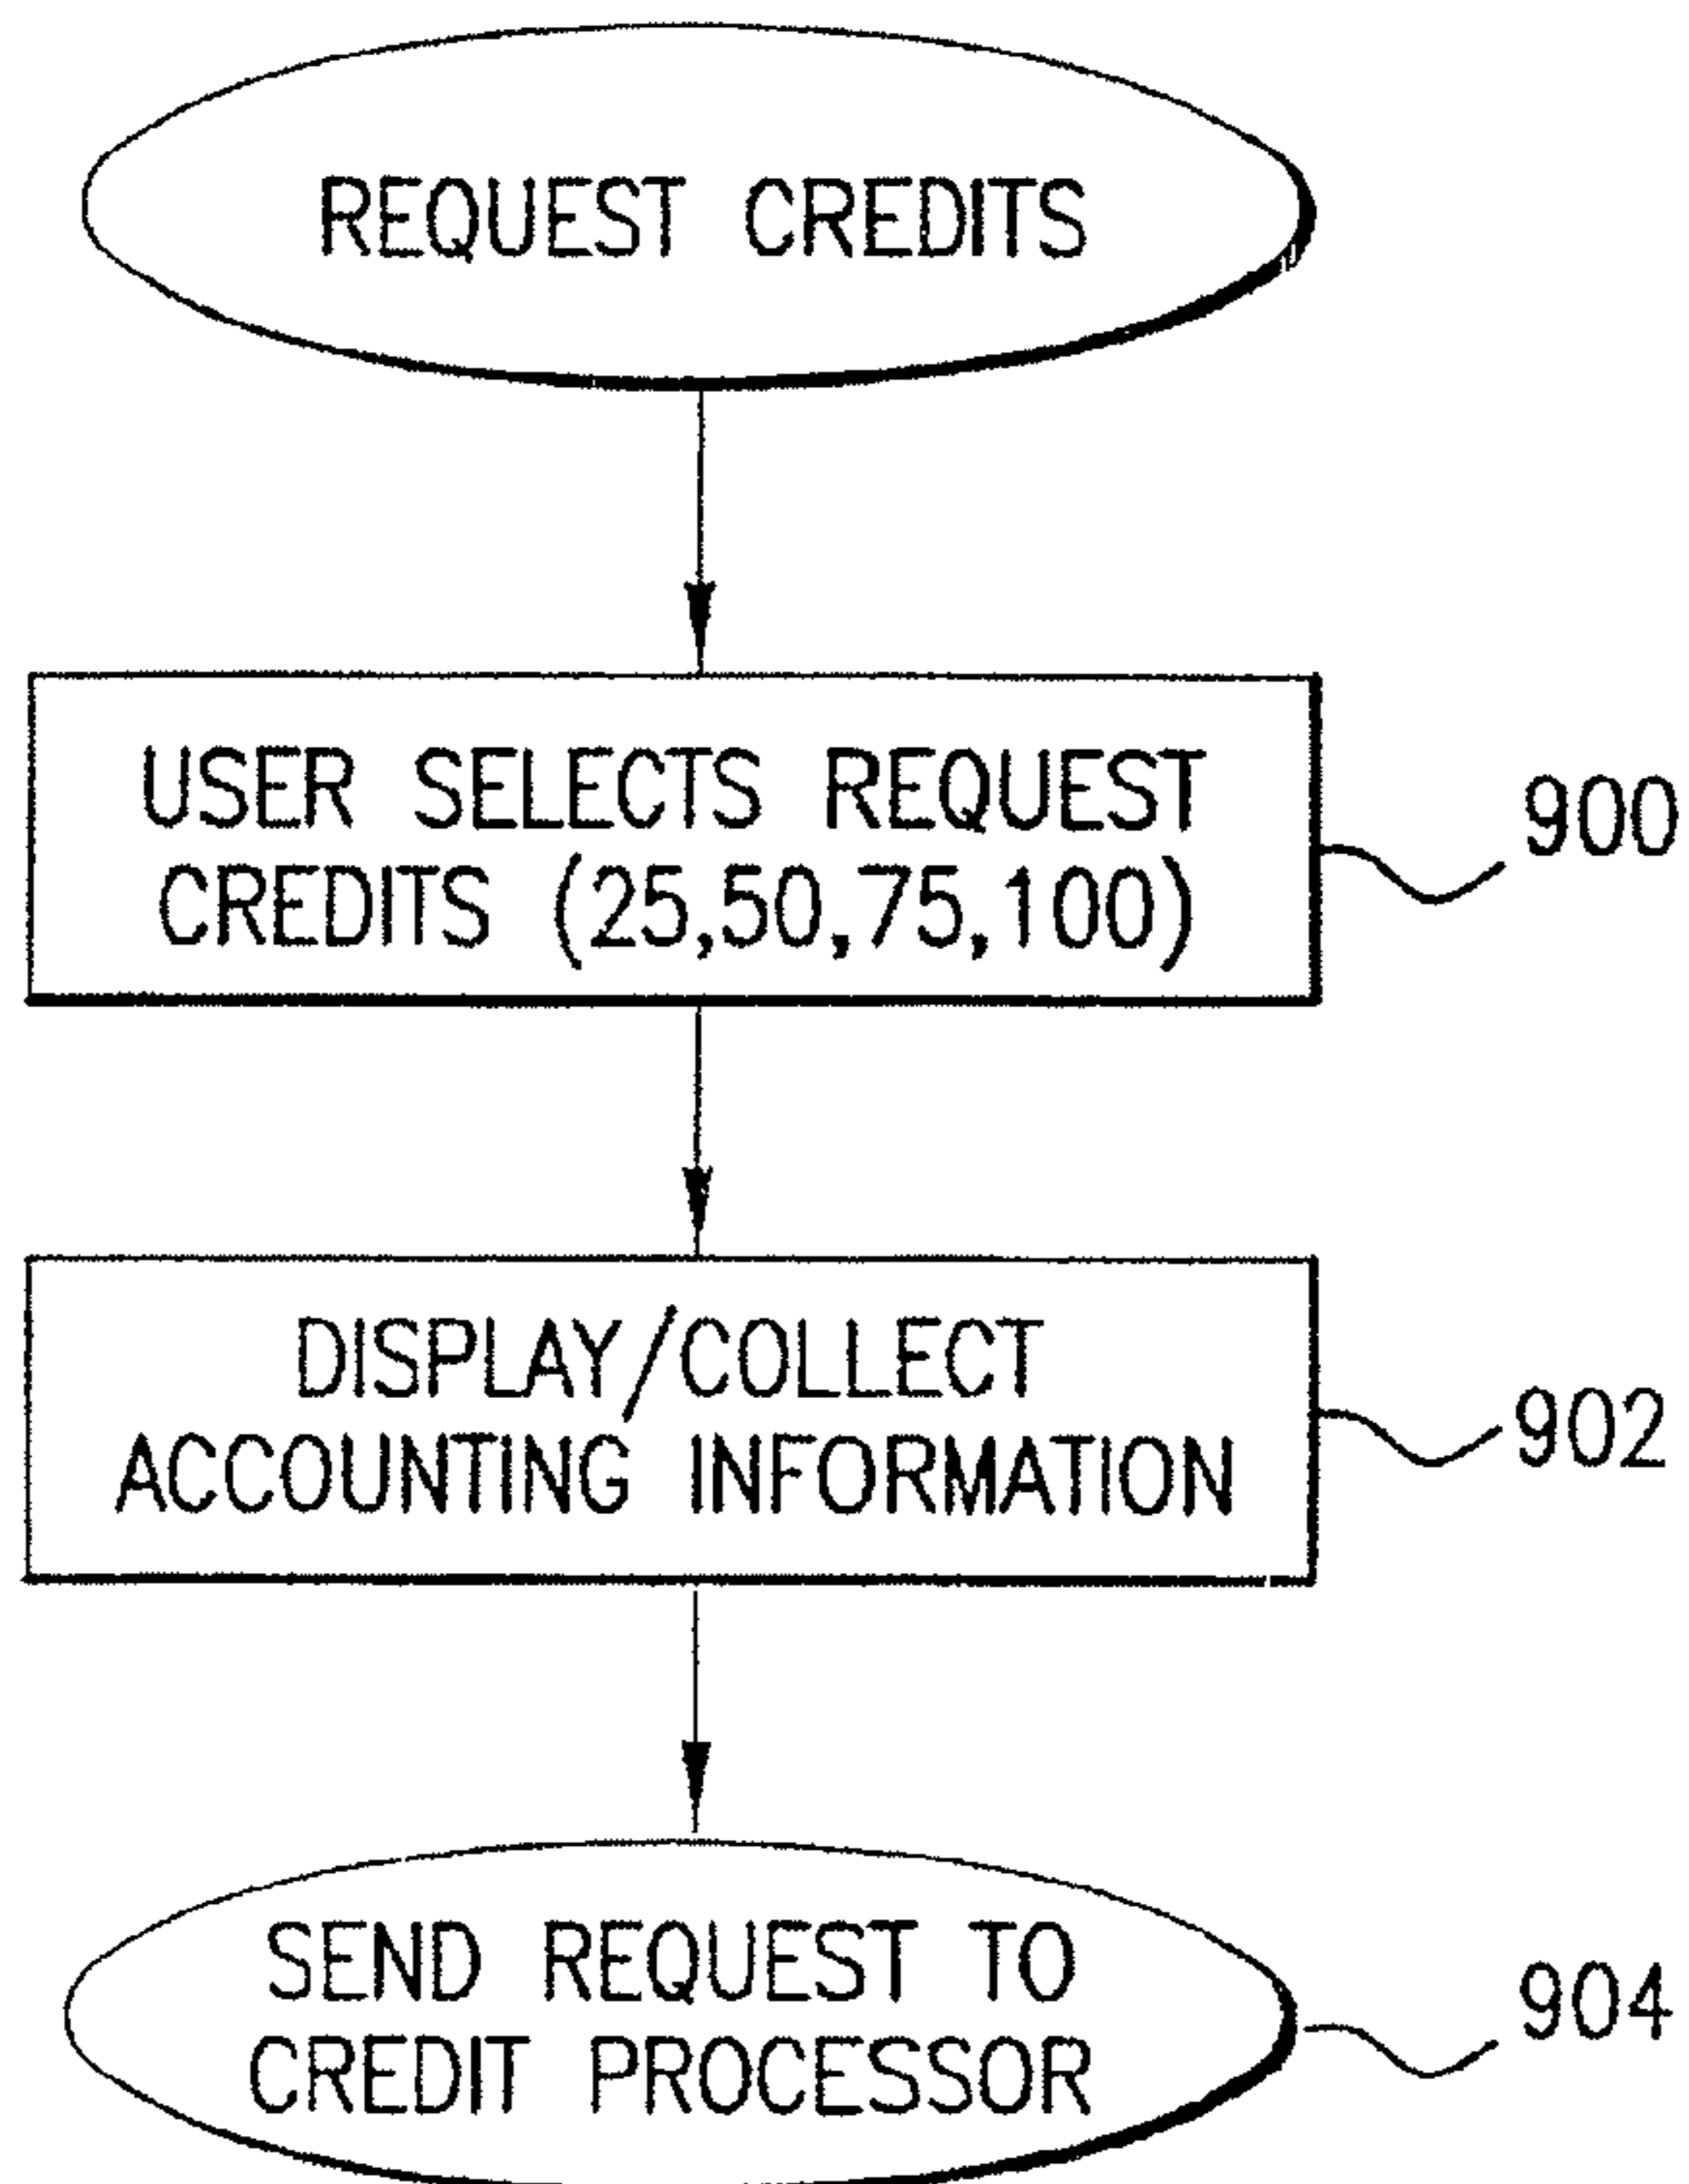 REQUEST CREDITS
USER SELECTS REQUEST
CREDITS (25,50,75,100)
900
DISPLAY/COLLECT
ACCOUNTING INFORMATION
902
SEND REQUEST TO
CREDIT PROCESSOR
904